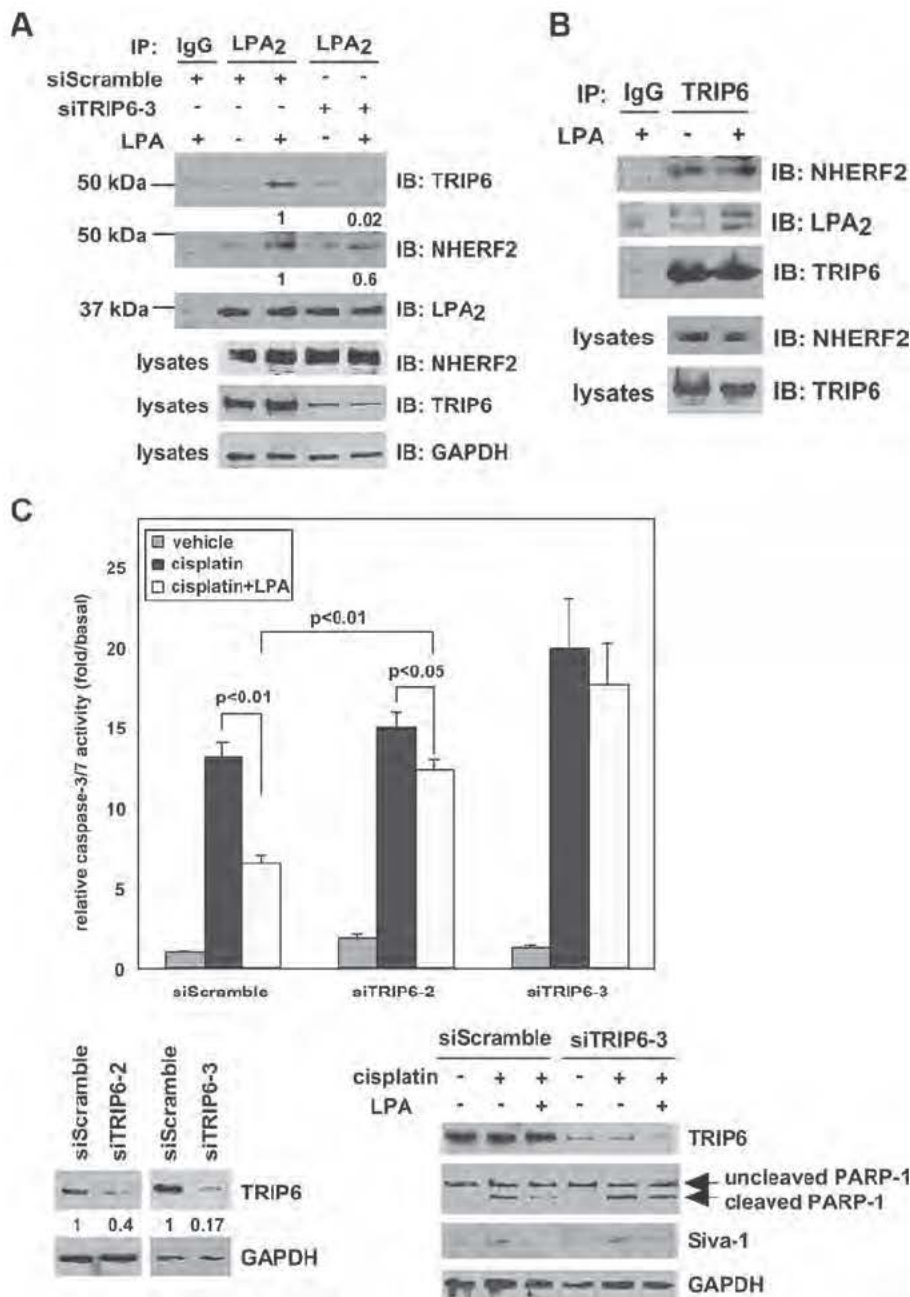 A
IP: IgG LPA2 LPA2
siScramble + + + - -
siTRIP6-3 - - - + +
LPA + - + - +
50 kDa IB: TRIP6
1 0.02
50 kDa IB: NHERF2
1 0.6
37 kDa IB: LPA2
lysates IB: NHERF2
lysates IB: TRIP6
lysates IB: GAPDH
B
IP: IgG TRIP6
LPA + - +
IB: NHERF2
IB: LPA2
IB: TRIP6
lysates IB: NHERF2
lysates IB: TRIP6
C
relative caspase-3/7 activity (fold/basal)
25
20
15
10
5
0
vehicle
cisplatin
cisplatin+LPA
p<0.01
p<0.01
p<0.05
siScramble siTRIP6-2 siTRIP6-3
siScramble siTRIP6-2 siScramble siTRIP6-3
TRIP6
1 0.4 1 0.17
GAPDH
siScramble siTRIP6-3
cisplatin - + + - + +
LPA - - + - - +
TRIP6
uncleaved PARP-1
cleaved PARP-1
Siva-1
GAPDH